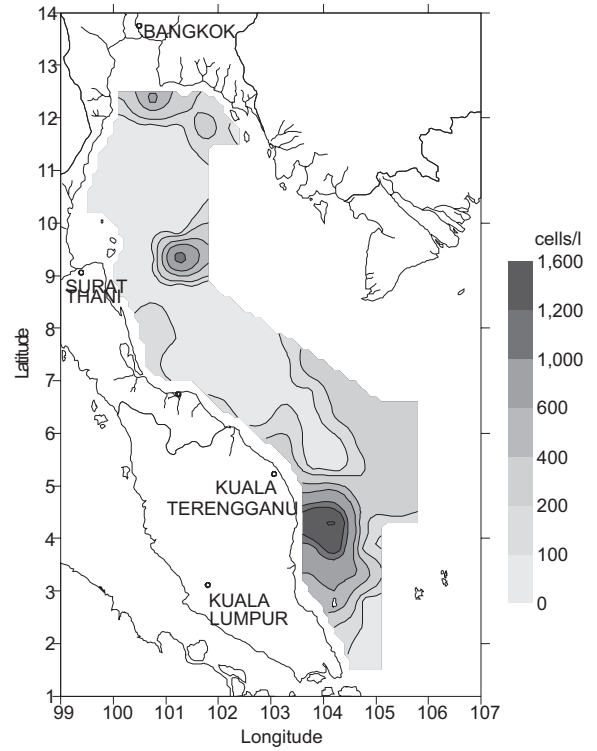 14
13
12
11
10
9
8
7
6
5
4
3
2
1
Latitude
BANGKOK
SURAT
THANI
KUALA
TERENGGANU
KUALA
LUMPUR
99 100 101 102 103 104 105 106 107
Longitude
cells/l
1,600
1,200
1,000
600
400
200
100
0